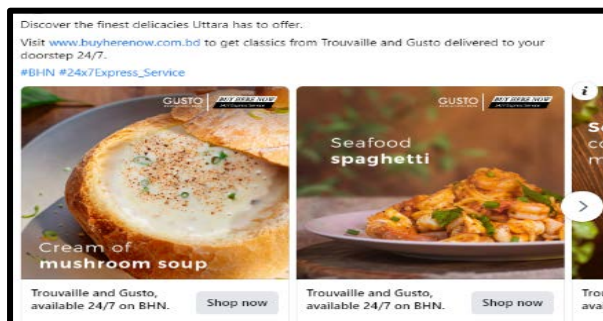 Discover the finest delicacies Uttara has to offer.
Visit www.buyherenow.com.bd to get classics from Trouvaille and Gusto delivered to your
doorstep 24/7.
#BHN #24x7Express_Service
GUSTO
BUY HERE NOW
Cream of
mushroom soup
GUSTO
BUY HERE NOW
Seafood
spaghetti
Trouvaille and Gusto,
available 24/7 on BHN.
Shop now
Trouvaille and Gusto,
available 24/7 on BHN.
Shop now